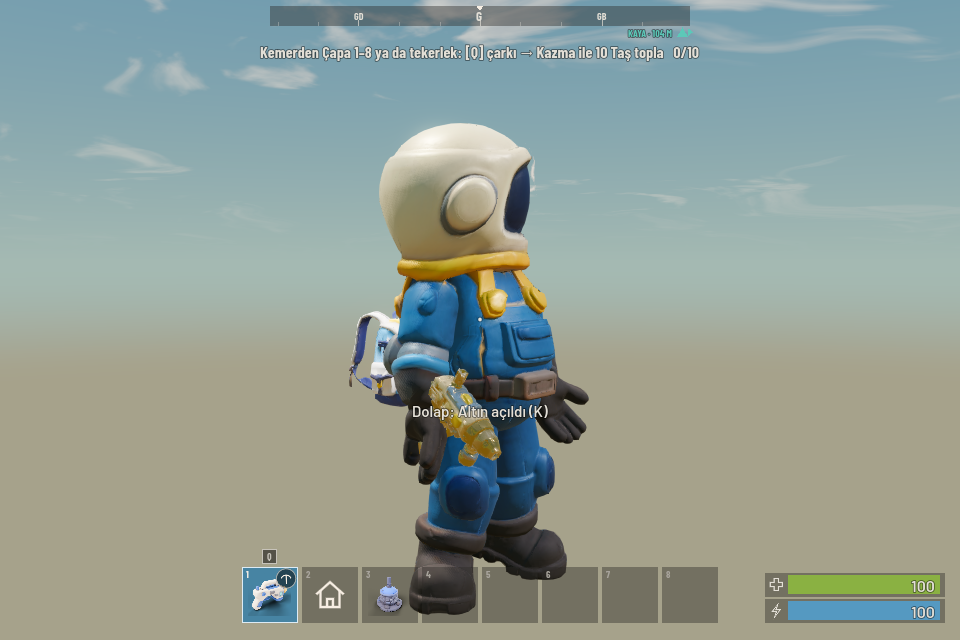 GD G GB
KAYA · 104 M
Kemerden Çapa 1-8 ya da tekerlek: [Q] çarkı → Kazma ile 10 Taş topla 0/10
Dolap: Altın açıldı (K)
Q
1 2 3 4 5 6 7 8
100
100